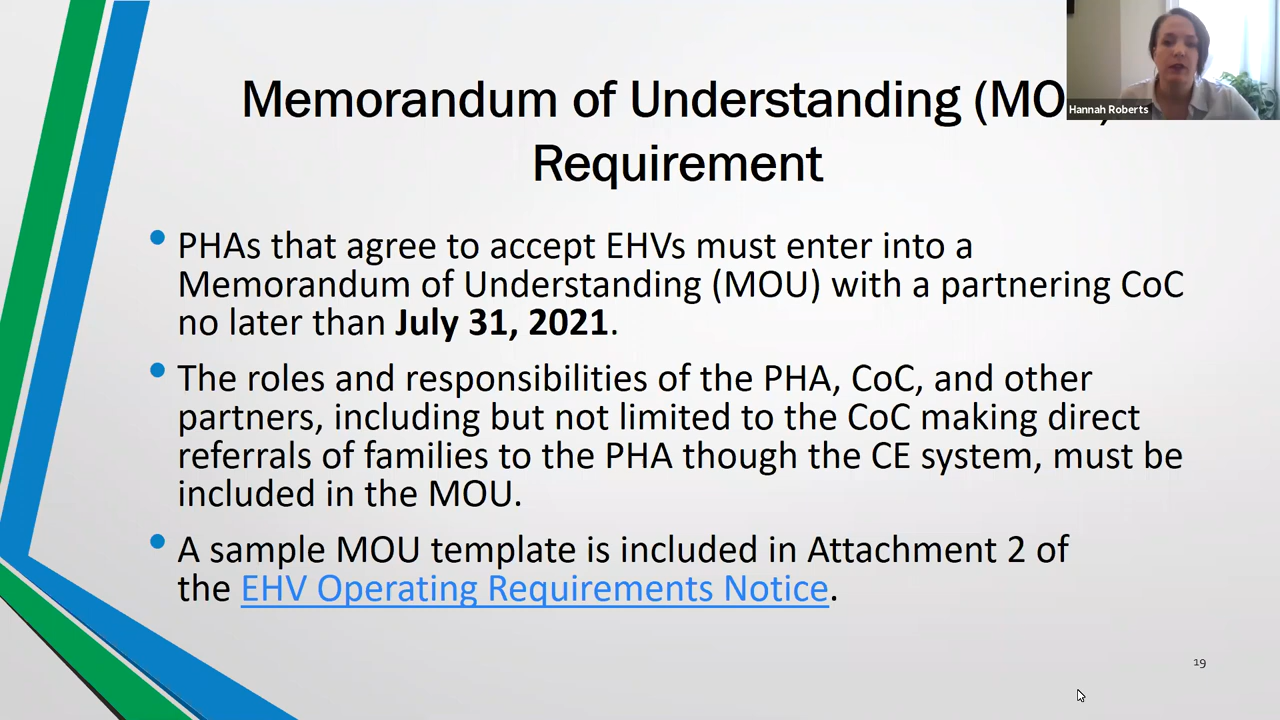 Memorandum of Understanding (MO
Hannah Roberts
Requirement
• PHAs that agree to accept EHVs must enter into a
Memorandum of Understanding (MOU) with a partnering CoC
no later than July 31, 2021.
• The roles and responsibilities of the PHA, CoC, and other
partners, including but not limited to the CoC making direct
referrals of families to the PHA though the CE system, must be
included in the MOU.
• A sample MOU template is included in Attachment 2 of
the EHV Operating Requirements Notice.
19